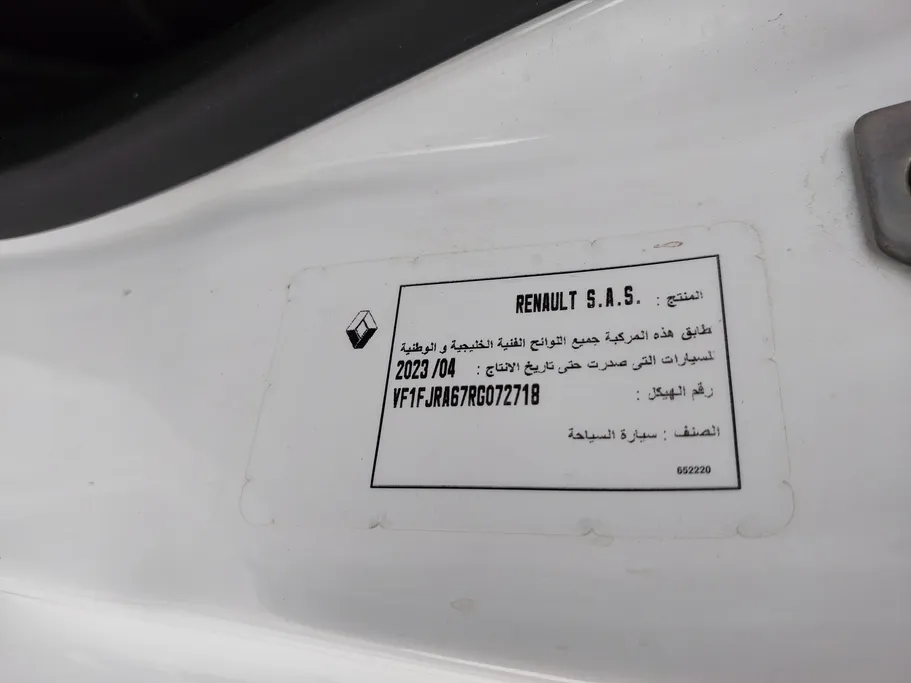 المنتج : RENAULT S.A.S.
طابق هذه المركبة جميع اللوائح الفنية الخليجية و الوطنية
لسيارات التى صدرت حتى تاريخ الانتاج : 2023 /04
رقم الهيكل : VF1FJRA67RG072718
الصنف : سيارة السياحة
652220